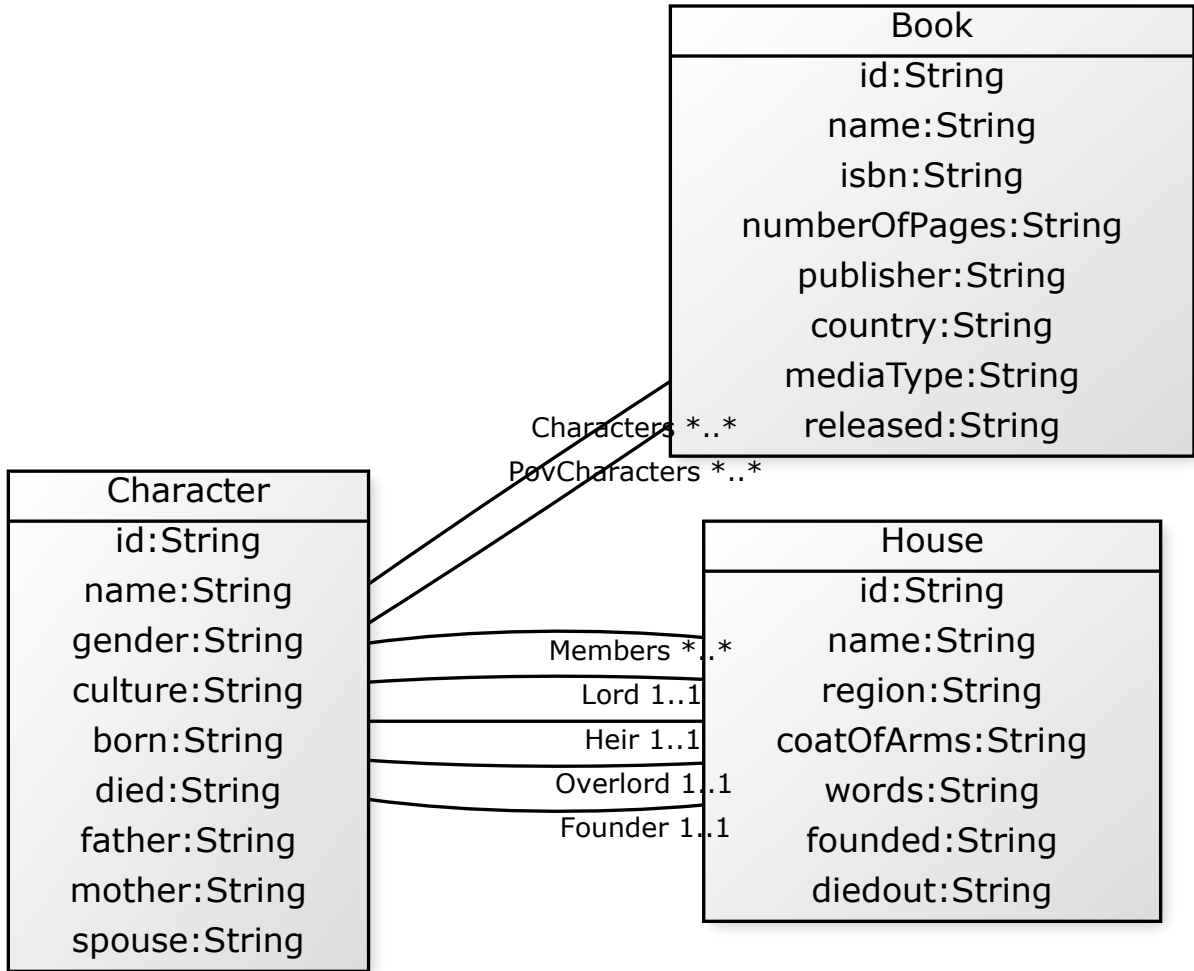 Book
id:String
name:String
isbn:String
numberOfPages:String
publisher:String
country:String
mediaType:String
released:String
Characters *..*
PovCharacters *..*
Character
id:String
name:String
gender:String
culture:String
born:String
died:String
father:String
mother:String
spouse:String
Members *..*
Lord 1..1
Heir 1..1
Overlord 1..1
Founder 1..1
House
id:String
name:String
region:String
coatOfArms:String
words:String
founded:String
diedout:String